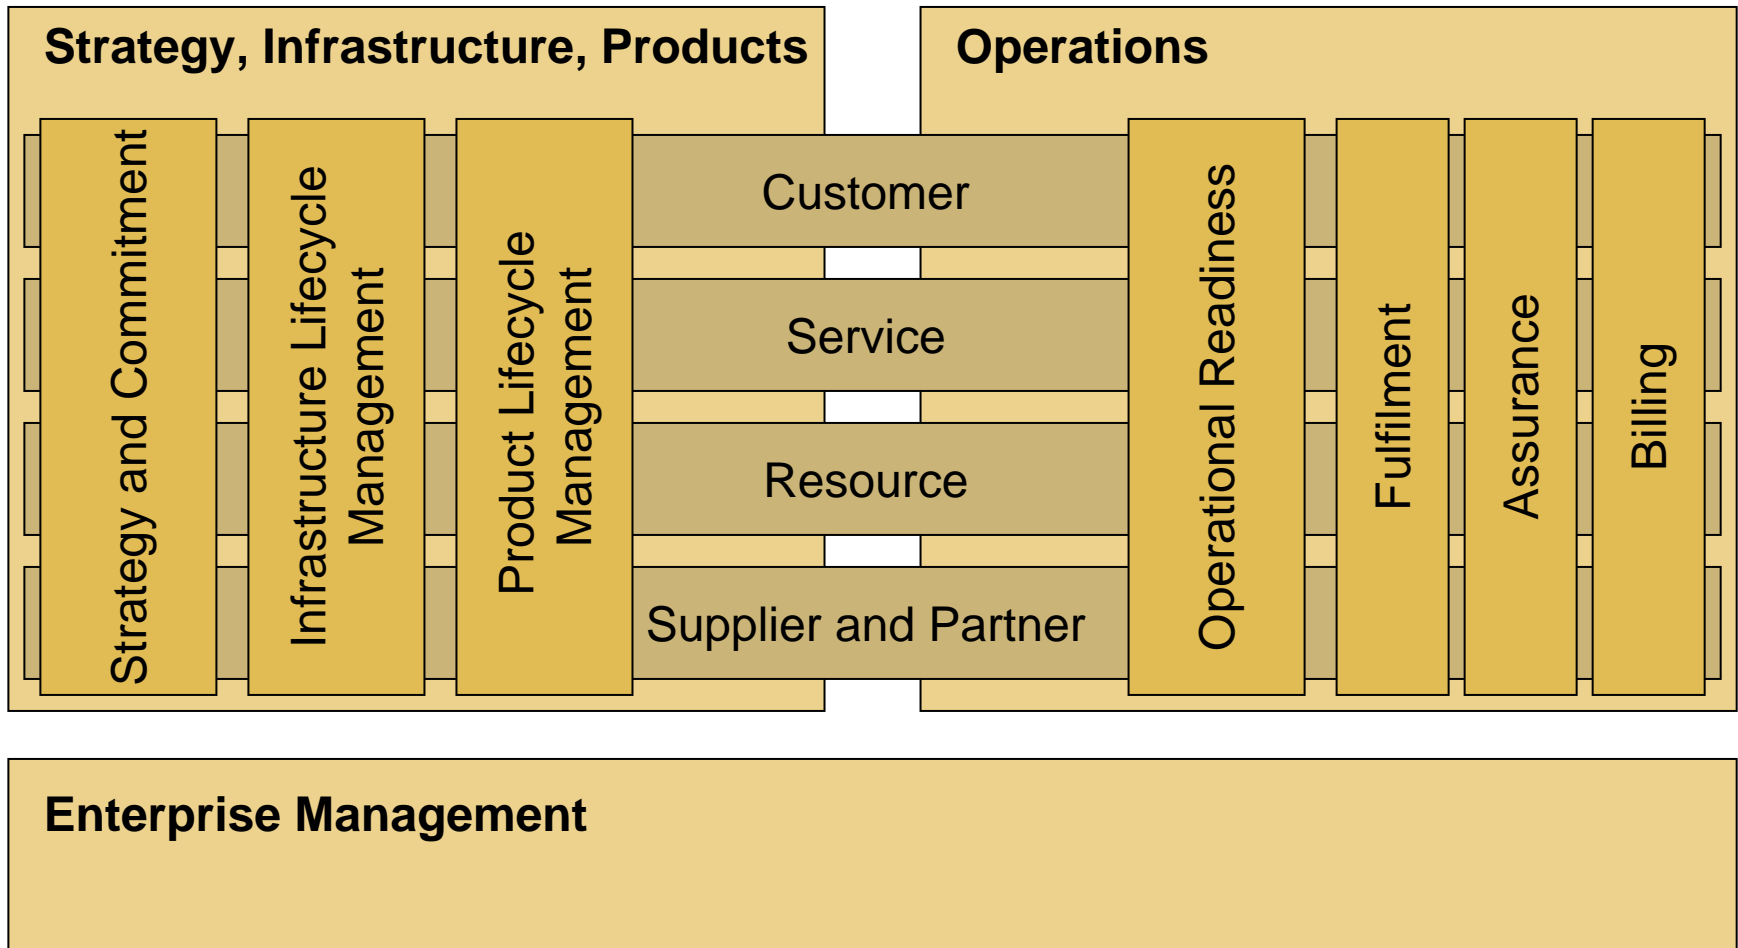 Strategy, Infrastructure, Products
Operations
Strategy and Commitment
Infrastructure Lifecycle
Management
Product Lifecycle
Management
Customer
Service
Resource
Supplier and Partner
Operational Readiness
Fulfilment
Assurance
Billing
Enterprise Management